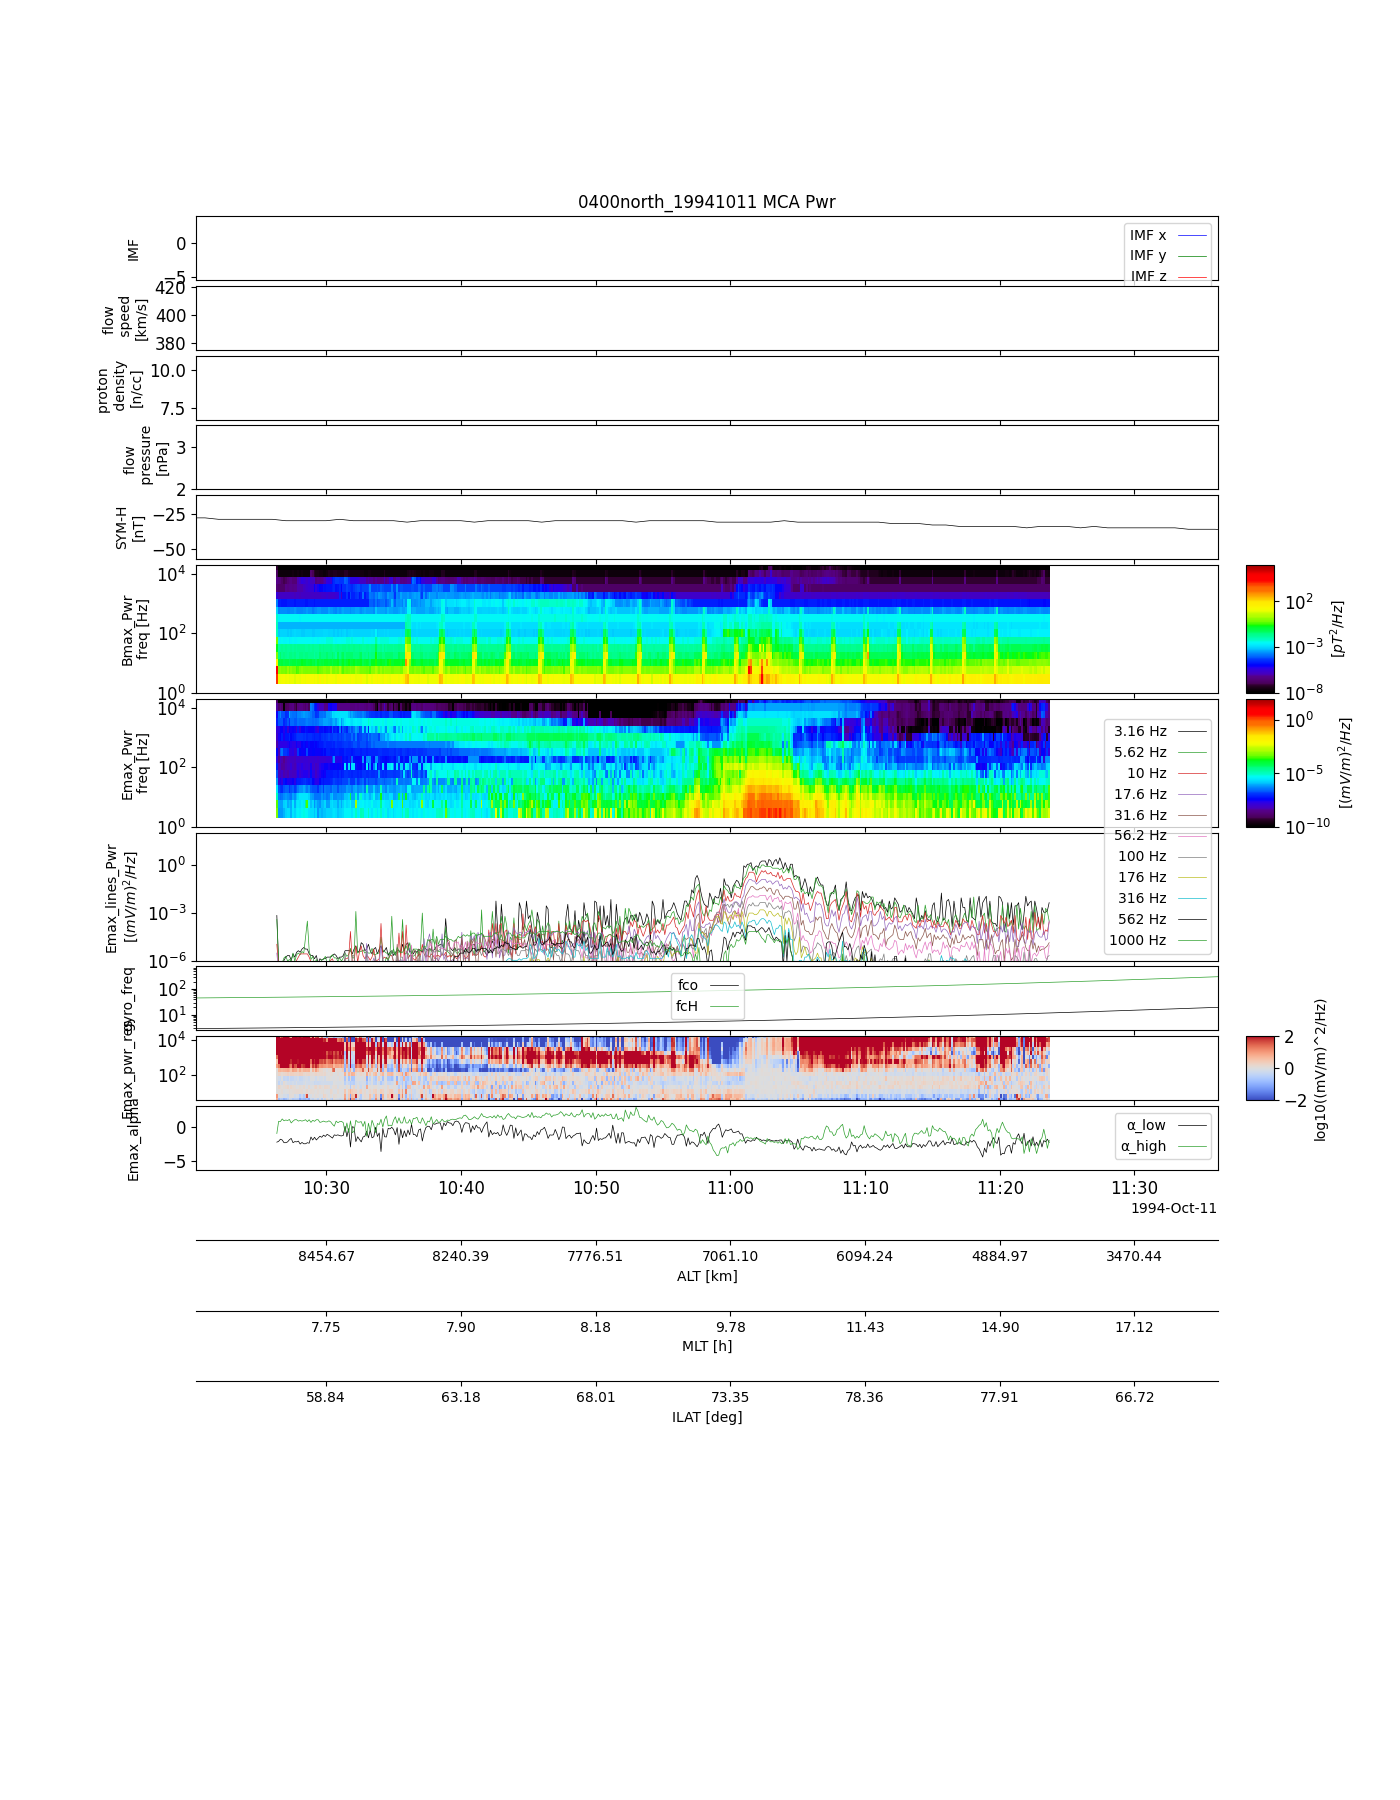 0400north_19941011 MCA Pwr
IMF
0
−5
IMF x
IMF y
IMF z
flow
speed
[km/s]
420
400
380
proton
density
[n/cc]
10.0
7.5
flow
pressure
[nPa]
3
2
SYM-H
[nT]
−25
−50
Bmax_Pwr
freq [Hz]
10^4
10^2
10^0
10^2
10^-3
10^-8
[pT^2/Hz]
Emax_Pwr
freq [Hz]
10^4
10^2
10^0
10^0
10^-5
10^-10
[(mV/m)^2/Hz]
3.16 Hz
5.62 Hz
10 Hz
17.6 Hz
31.6 Hz
56.2 Hz
100 Hz
176 Hz
316 Hz
562 Hz
1000 Hz
Emax_lines_Pwr
[(mV/m)^2/Hz]
10^0
10^-3
10^-6
gyro_freq
10^2
10^1
fco
fcH
Emax_pwr_res
10^4
10^2
2
0
−2
log10((mV/m)^2/Hz)
Emax_alpha
0
−5
α_low
α_high
10:30 10:40 10:50 11:00 11:10 11:20 11:30
1994-Oct-11
8454.67 8240.39 7776.51 7061.10 6094.24 4884.97 3470.44
ALT [km]
7.75 7.90 8.18 9.78 11.43 14.90 17.12
MLT [h]
58.84 63.18 68.01 73.35 78.36 77.91 66.72
ILAT [deg]